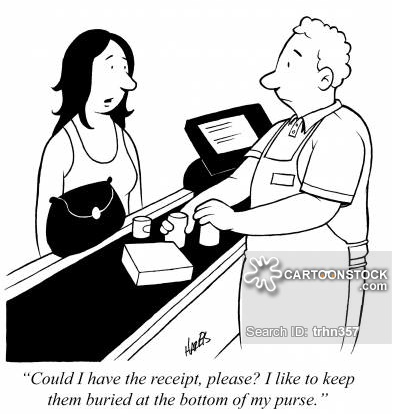 CARTOONSTOCK
.com
Search ID: trhn357
HARRIS
"Could I have the receipt, please? I like to keep
them buried at the bottom of my purse."